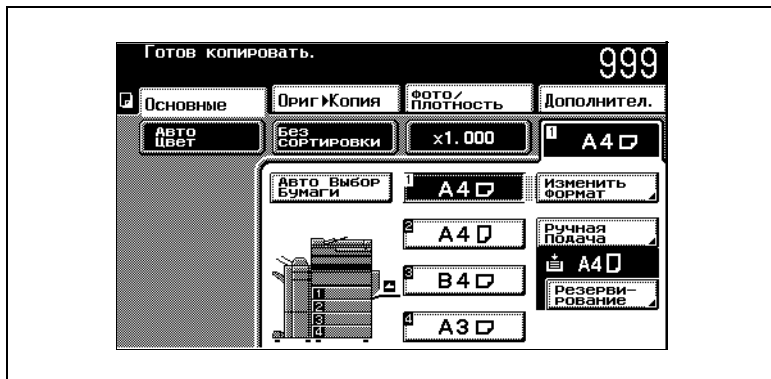 Готов копировать.
999
Основные
Ориг▶Копия
Фото/
Плотность
Дополнител.
Авто
Цвет
Без
сортировки
x1.000
1 A4
Авто Выбор
Бумаги
1 A4
Изменить
Формат
2 A4
Ручная
Подача
A4
3 B4
Резерви-
рование
4 A3
1
2
3
4